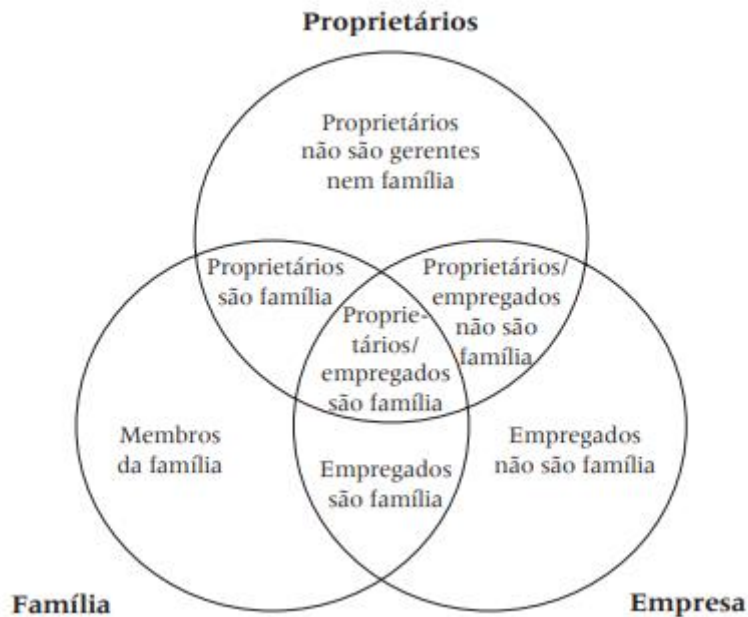 Proprietários
Proprietários
não são gerentes
nem família
Proprietários
são família
Proprietários/
empregados
não são
família
Proprie-
tários/
empregados
são família
Membros
da família
Empregados
são família
Empregados
não são família
Família
Empresa